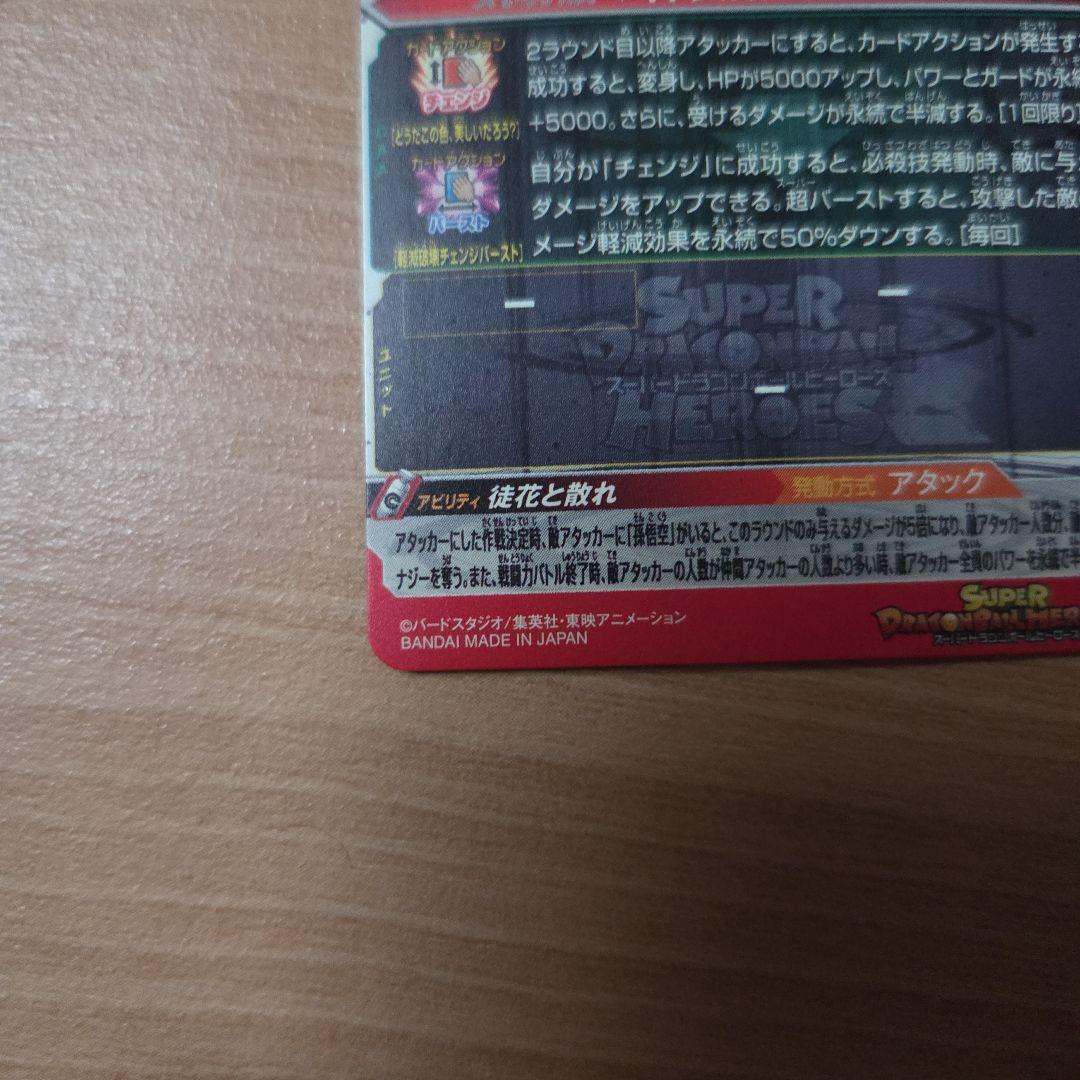 カードアクション
チェンジ
[どうだこの色、美しいだろう?]
2ラウンド目以降アタッカーにすると、カードアクションが発生す
成功すると、変身し、HPが5000アップし、パワーとガードが永続
+5000。さらに、受けるダメージが永続で半減する。[1回限り]
カードアクション
バースト
[軽減破壊チェンジバースト]
自分が「チェンジ」に成功すると、必殺技発動時、敵に与
ダメージをアップできる。超バーストすると、攻撃した敵
メージ軽減効果を永続で50%ダウンする。[毎回]
ユニット
SUPER
DRAGON BALL
スーパードラゴンボールヒーローズ
HEROES
アビリティ 徒花と散れ
発動方式 アタック
アタッカーにした作戦決定時、敵アタッカーに「孫悟空」がいると、このラウンドのみ与えるダメージが5倍になり、敵アタッカー人数分、
ナジーを奪う。また、戦闘力バトル終了時、敵アタッカーの人数が仲間アタッカーの人数より多い時、敵アタッカー全員のパワーを永続で半
©バードスタジオ/集英社・東映アニメーション
BANDAI MADE IN JAPAN
SUPER
DRAGON BALL HER
スーパードラゴンボールヒーローズ